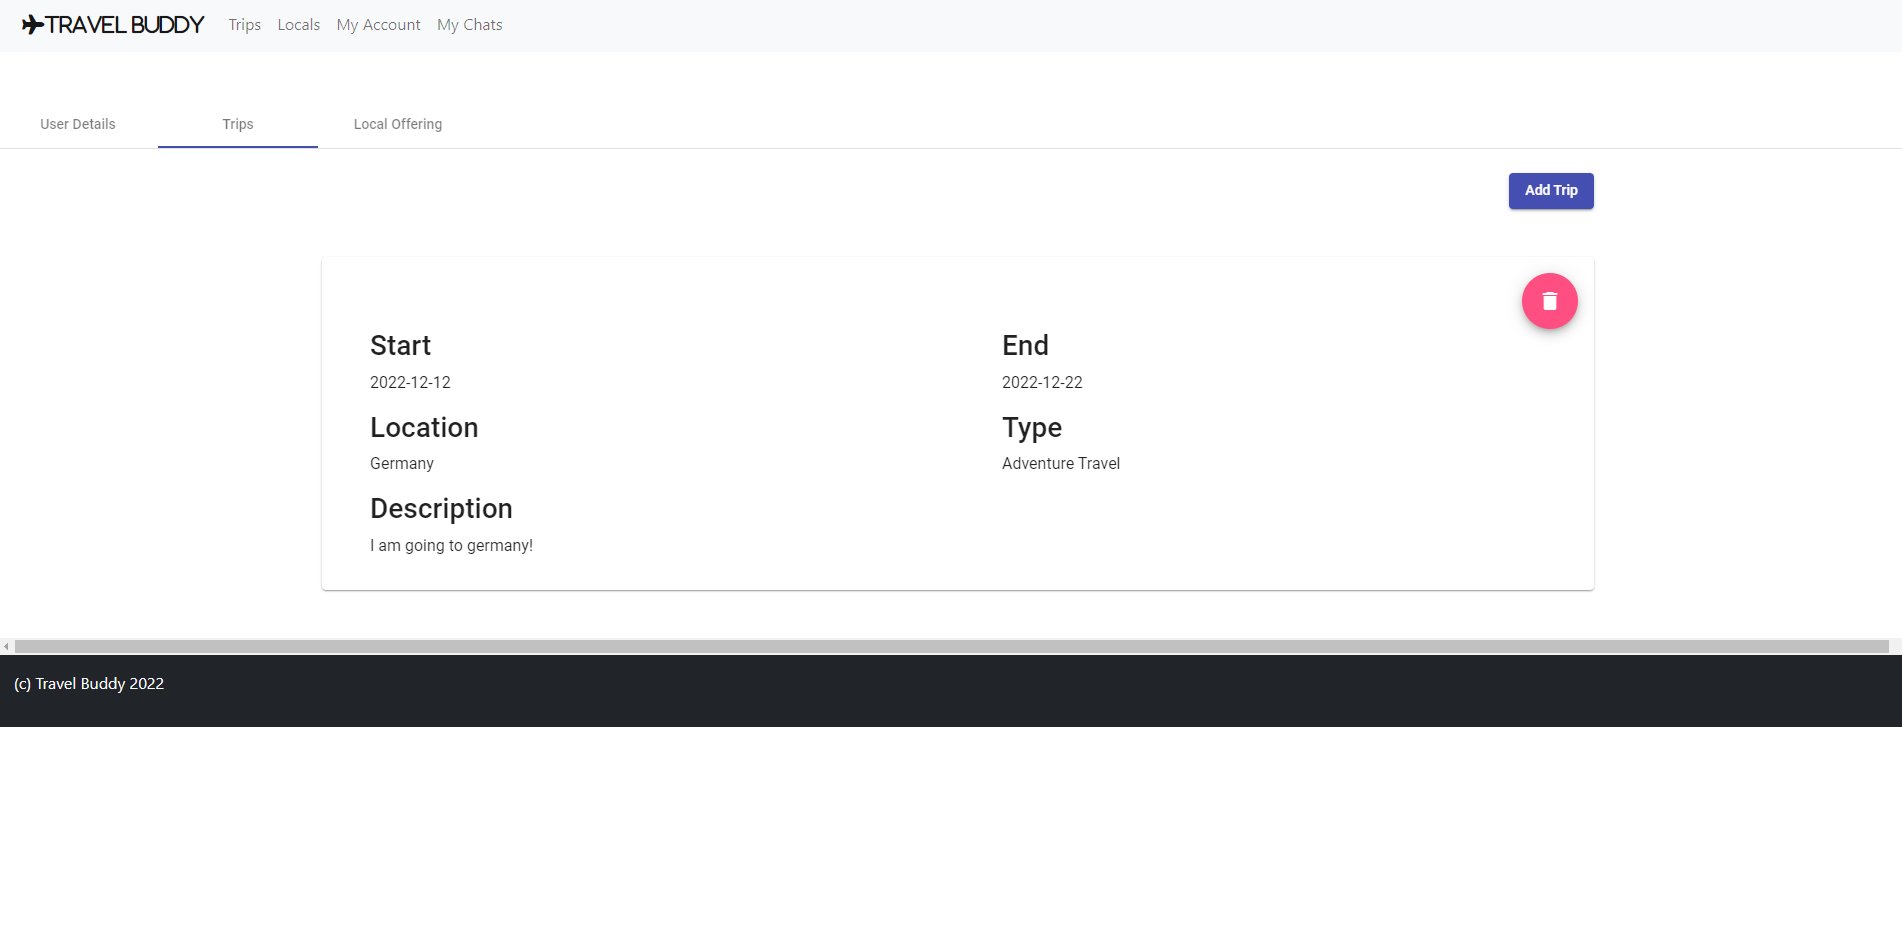 TRAVEL BUDDY Trips Locals My Account My Chats
User Details Trips Local Offering
Add Trip
Start End
2022-12-12 2022-12-22
Location Type
Germany Adventure Travel
Description
I am going to germany!
(c) Travel Buddy 2022